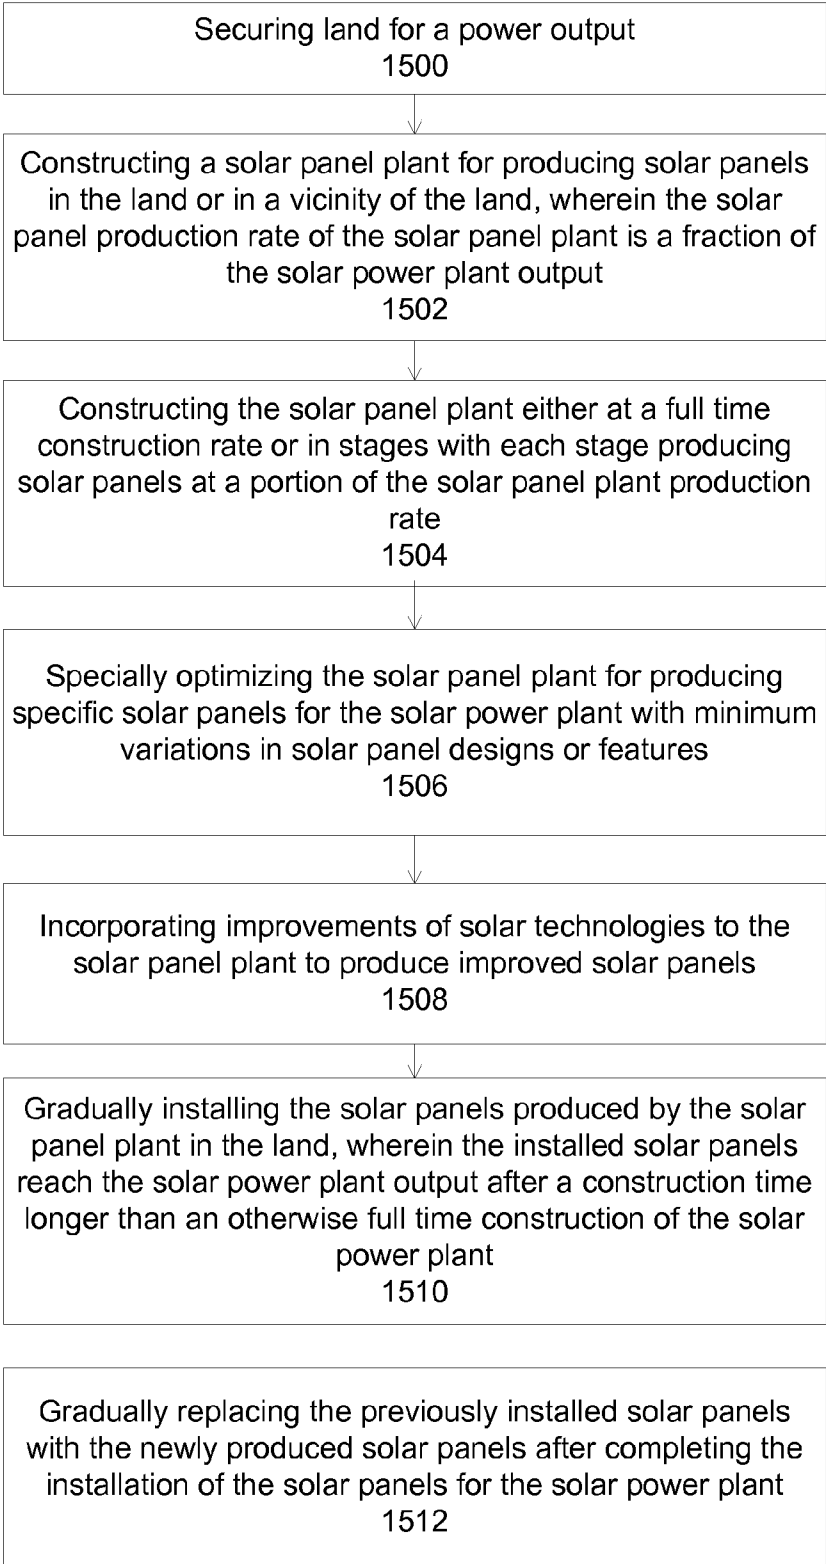 Securing land for a power output
1500
Constructing a solar panel plant for producing solar panels
in the land or in a vicinity of the land, wherein the solar
panel production rate of the solar panel plant is a fraction of
the solar power plant output
1502
Constructing the solar panel plant either at a full time
construction rate or in stages with each stage producing
solar panels at a portion of the solar panel plant production
rate
1504
Specially optimizing the solar panel plant for producing
specific solar panels for the solar power plant with minimum
variations in solar panel designs or features
1506
Incorporating improvements of solar technologies to the
solar panel plant to produce improved solar panels
1508
Gradually installing the solar panels produced by the solar
panel plant in the land, wherein the installed solar panels
reach the solar power plant output after a construction time
longer than an otherwise full time construction of the solar
power plant
1510
Gradually replacing the previously installed solar panels
with the newly produced solar panels after completing the
installation of the solar panels for the solar power plant
1512